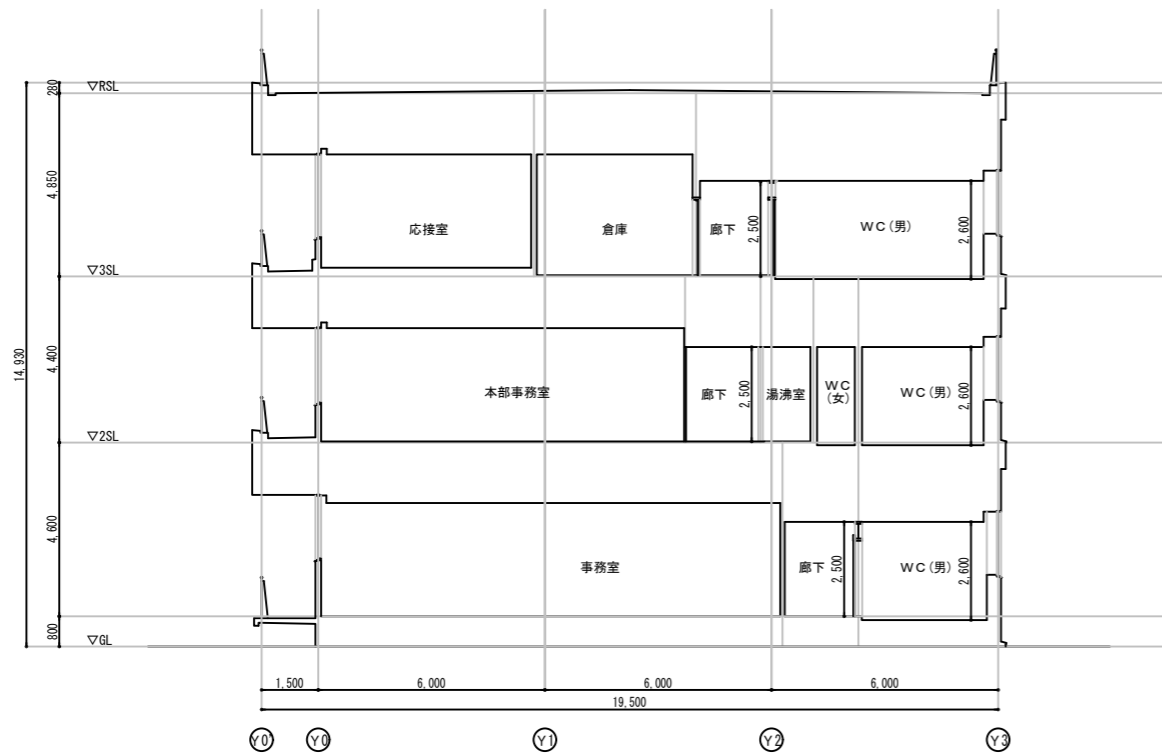 280
▽RSL
4,850
応接室
倉庫
廊下
2,500
WC(男)
2,600
▽3SL
14,930
4,400
本部事務室
廊下
2,500
湯沸室
WC
(女)
WC(男)
2,600
▽2SL
4,600
事務室
廊下
2,500
WC(男)
2,600
800
▽GL
1,500
6,000
6,000
6,000
19,500
Y0'
Y0
Y1
Y2
Y3